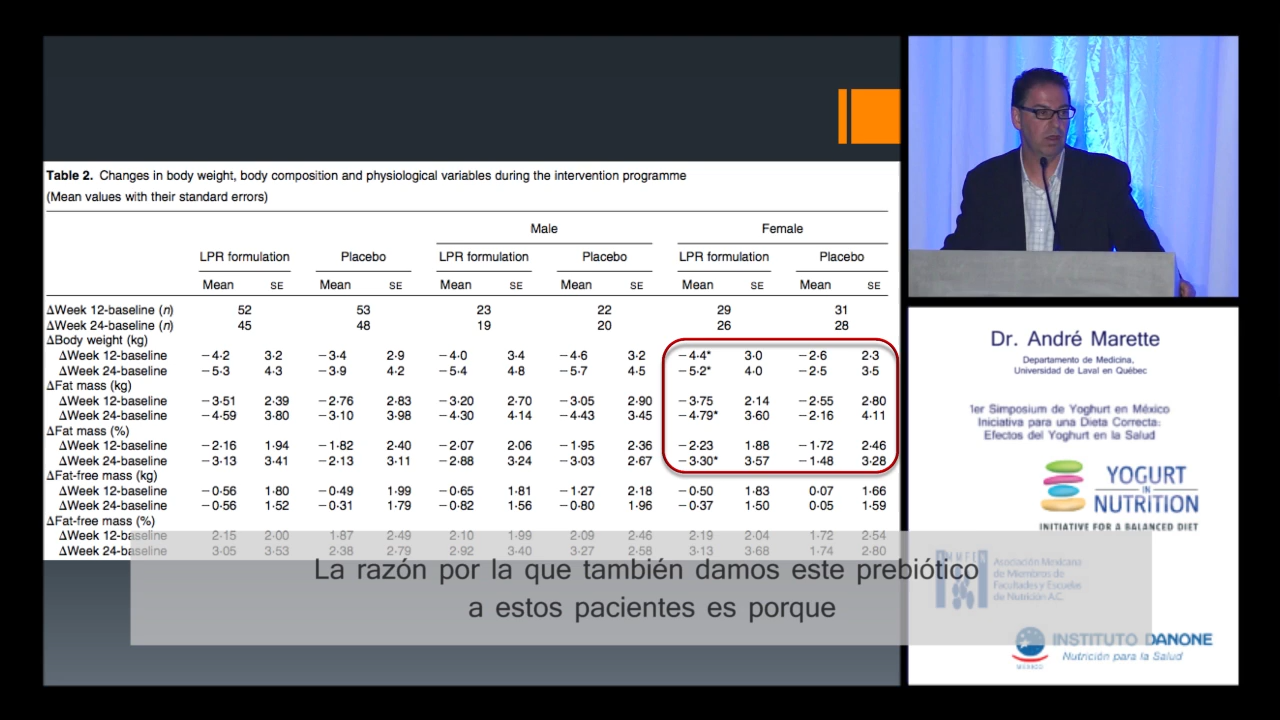 Table 2. Changes in body weight, body composition and physiological variables during the intervention programme
(Mean values with their standard errors)
Male Female
LPR formulation Placebo LPR formulation Placebo LPR formulation Placebo
Mean SE Mean SE Mean SE Mean SE Mean SE Mean SE
ΔWeek 12-baseline (n) 52 53 23 22 29 31
ΔWeek 24-baseline (n) 45 48 19 20 26 28
ΔBody weight (kg)
ΔWeek 12-baseline −4·2 3·2 −3·4 2·9 −4·0 3·4 −4·6 3·2 −4·4* 3·0 −2·6 2·3
ΔWeek 24-baseline −5·3 4·3 −3·9 4·2 −5·4 4·8 −5·7 4·5 −5·2* 4·0 −2·5 3·5
ΔFat mass (kg)
ΔWeek 12-baseline −3·51 2·39 −2·76 2·83 −3·20 2·70 −3·05 2·90 −3·75 2·14 −2·55 2·80
ΔWeek 24-baseline −4·59 3·80 −3·10 3·98 −4·30 4·14 −4·43 3·45 −4·79* 3·60 −2·16 4·11
ΔFat mass (%)
ΔWeek 12-baseline −2·16 1·94 −1·82 2·40 −2·07 2·06 −1·95 2·36 −2·23 1·88 −1·72 2·46
ΔWeek 24-baseline −3·13 3·41 −2·13 3·11 −2·88 3·24 −3·03 2·67 −3·30* 3·57 −1·48 3·28
ΔFat-free mass (kg)
ΔWeek 12-baseline −0·56 1·80 −0·49 1·99 −0·65 1·81 −1·27 2·18 −0·50 1·83 0·07 1·66
ΔWeek 24-baseline −0·56 1·52 −0·31 1·79 −0·82 1·56 −0·80 1·96 −0·37 1·50 0·05 1·59
ΔFat-free mass (%)
ΔWeek 12-baseline 2·15 2·00 1·87 2·49 2·10 1·99 2·09 2·46 2·19 2·04 1·72 2·54
ΔWeek 24-baseline 3·05 3·53 2·38 2·79 2·92 3·40 3·27 2·58 3·13 3·68 1·74 2·80
La razón por la que también damos este prebiótico
a estos pacientes es porque
Dr. André Marette
Departamento de Medicina,
Universidad de Laval en Québec
1er Simposium de Yoghurt en México
Iniciativa para una Dieta Correcta:
Efectos del Yoghurt en la Salud
YOGURT
IN
NUTRITION
INITIATIVE FOR A BALANCED DIET
Asociación Mexicana
de Miembros de
Facultades y Escuelas
de Nutrición A.C.
INSTITUTO DANONE
Nutrición para la Salud
MÉXICO